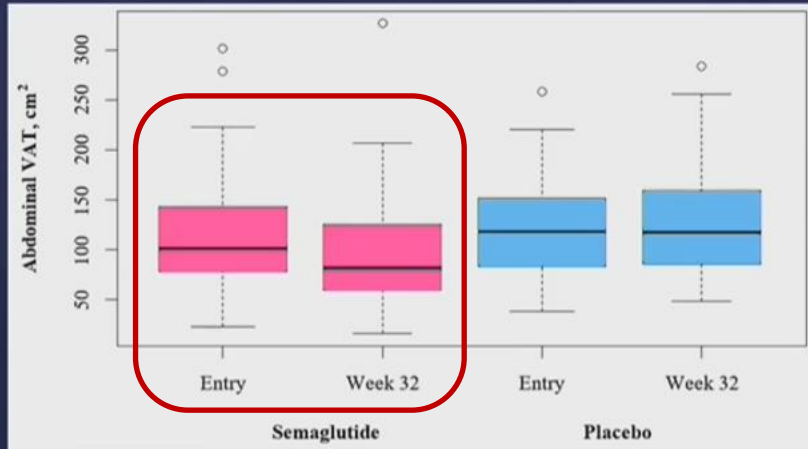 Abdominal VAT, cm²
300
250
200
150
100
50
Entry Week 32 Entry Week 32
Semaglutide Placebo